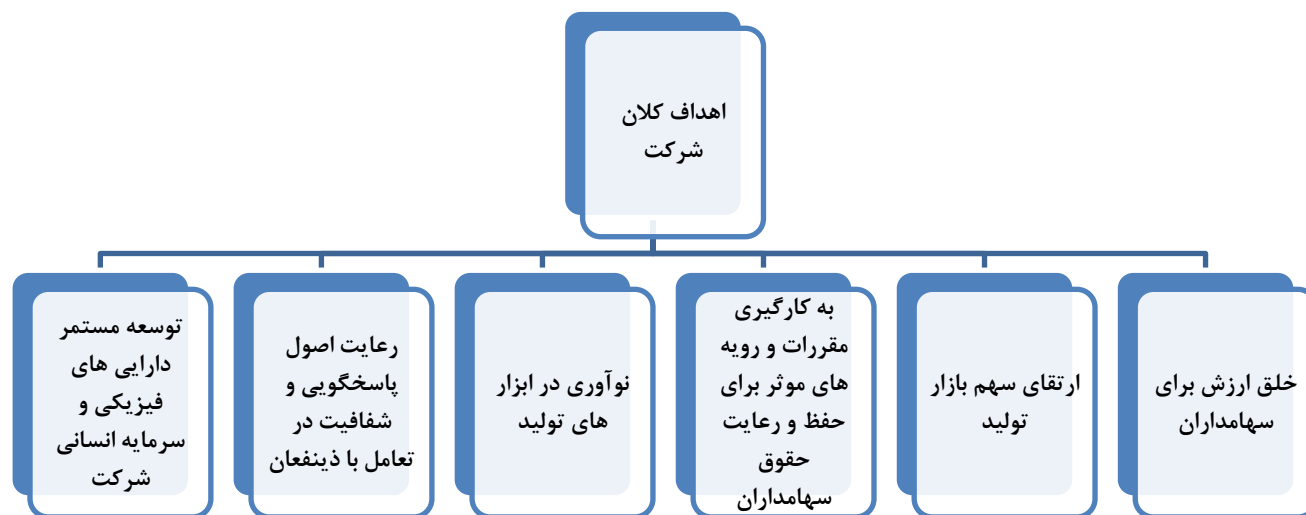 اهداف کلان
شرکت
خلق ارزش برای
سهامداران
ارتقای سهم بازار
تولید
به کارگیری
مقررات و رویه
های موثر برای
حفظ و رعایت
حقوق
سهامداران
نوآوری در ابزار
های تولید
رعایت اصول
پاسخگویی و
شفافیت در
تعامل با ذینفعان
توسعه مستمر
دارایی های
فیزیکی و
سرمایه انسانی
شرکت